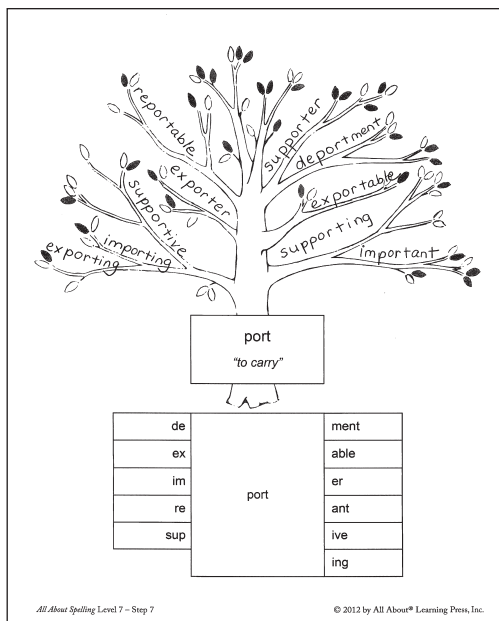 reportable
supporter
deportment
exporter
exportable
supportive
supporting
importing
exporting
important
port
"to carry"
de
ex
im
re
sup
port
ment
able
er
ant
ive
ing
All About Spelling Level 7 – Step 7
© 2012 by All About® Learning Press, Inc.